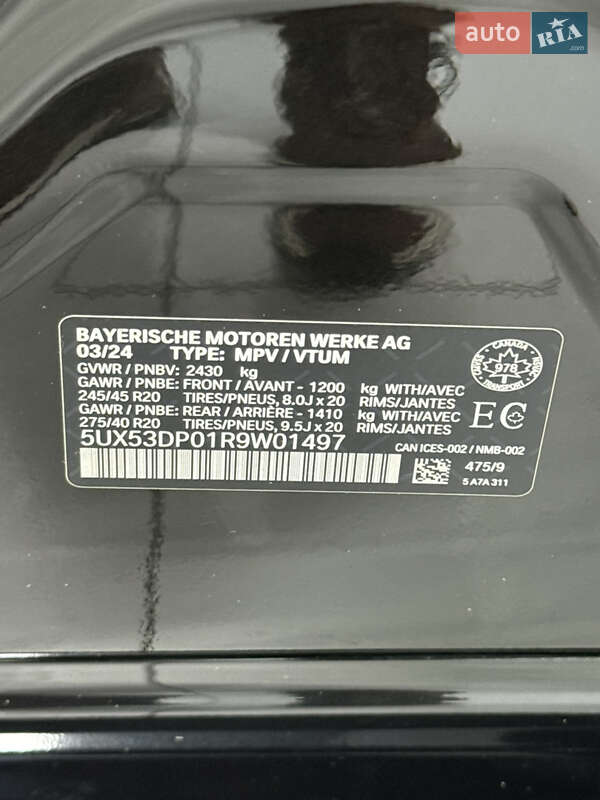 auto RIA.com
BAYERISCHE MOTOREN WERKE AG
03/24 TYPE: MPV / VTUM
GVWR / PNBV: 2430 kg
GAWR / PNBE: FRONT / AVANT - 1200 kg WITH/AVEC
245/45 R20 TIRES/PNEUS, 8.0J x 20 RIMS/JANTES
GAWR / PNBE: REAR / ARRIÈRE - 1410 kg WITH/AVEC
275/40 R20 TIRES/PNEUS, 9.5J x 20 RIMS/JANTES
5UX53DP01R9W01497
CANADA
978
EC
CAN ICES-002 / NMB-002
475/9
5 A7A 311